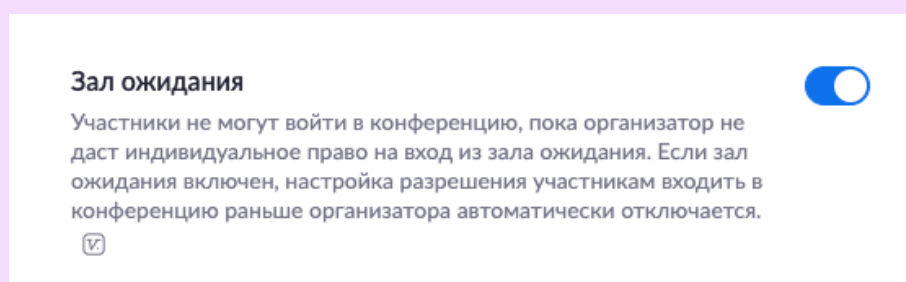 Зал ожидания
Участники не могут войти в конференцию, пока организатор не
даст индивидуальное право на вход из зала ожидания. Если зал
ожидания включен, настройка разрешения участникам входить в
конференцию раньше организатора автоматически отключается.
V.